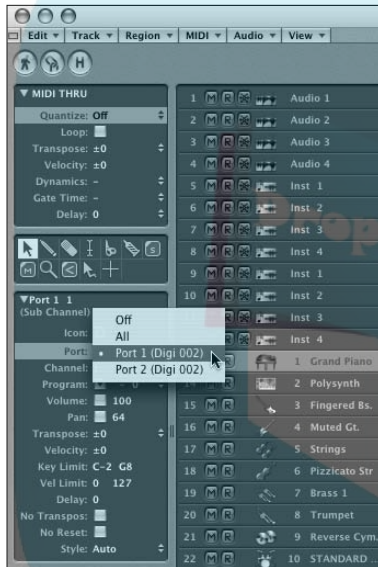 Edit Track Region MIDI Audio View
H
MIDI THRU
Quantize: Off
Loop:
Transpose: ±0
Velocity: ±0
Dynamics: –
Gate Time: –
Delay: 0
S
M
Port 1 1
(Sub Channel)
Icon:
Port:
Off
All
• Port 1 (Digi 002)
Port 2 (Digi 002)
Channel:
Program: - 0
Volume: 100
Pan: 64
Transpose: ±0
Velocity: ±0
Key Limit: C-2 G8
Vel Limit: 0 127
Delay: 0
No Transpos:
No Reset:
Style: Auto
1 M R Audio 1
2 M R Audio 2
3 M R Audio 3
4 M R Audio 4
5 M R Inst 1
6 M R Inst 2
7 M R Inst 3
8 M R Inst 4
9 M R Inst 1
10 M R Inst 2
M R Inst 3
M R Inst 4
R 1 Grand Piano
M R 2 Polysynth
15 M R 3 Fingered Bs.
16 M R 4 Muted Gt.
17 M R 5 Strings
18 M R 6 Pizzicato Str
19 M R 7 Brass 1
20 M R 8 Trumpet
21 M R 9 Reverse Cym.
22 M R 10 STANDARD ..
Prop